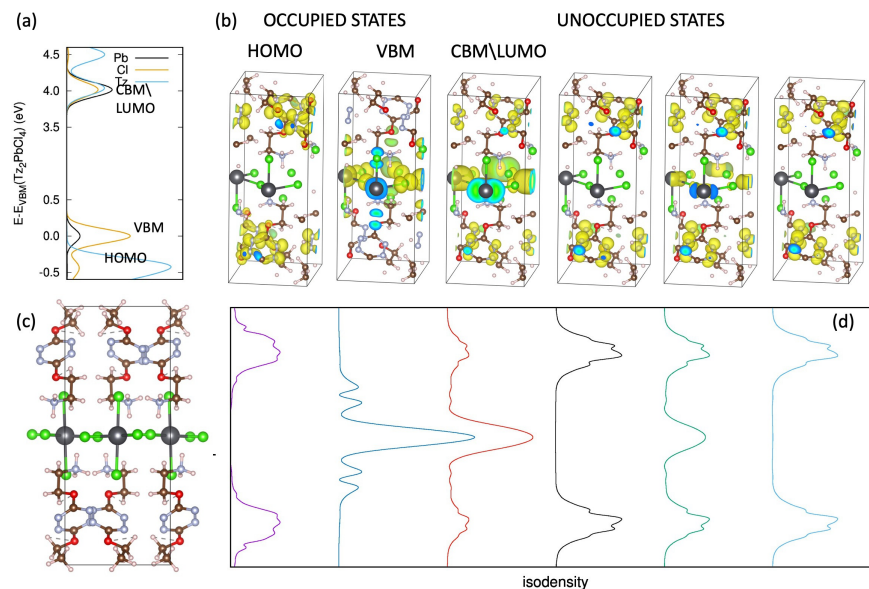 (a)
(b)
OCCUPIED STATES
UNOCCUPIED STATES
HOMO
VBM
CBM\LUMO
4.5
4.0
3.5
0.5
0.0
-0.5
E-EVBM(Tz2PbCl4) (eV)
Pb
Cl
Tz
CBM\
LUMO
VBM
HOMO
(c)
(d)
isodensity